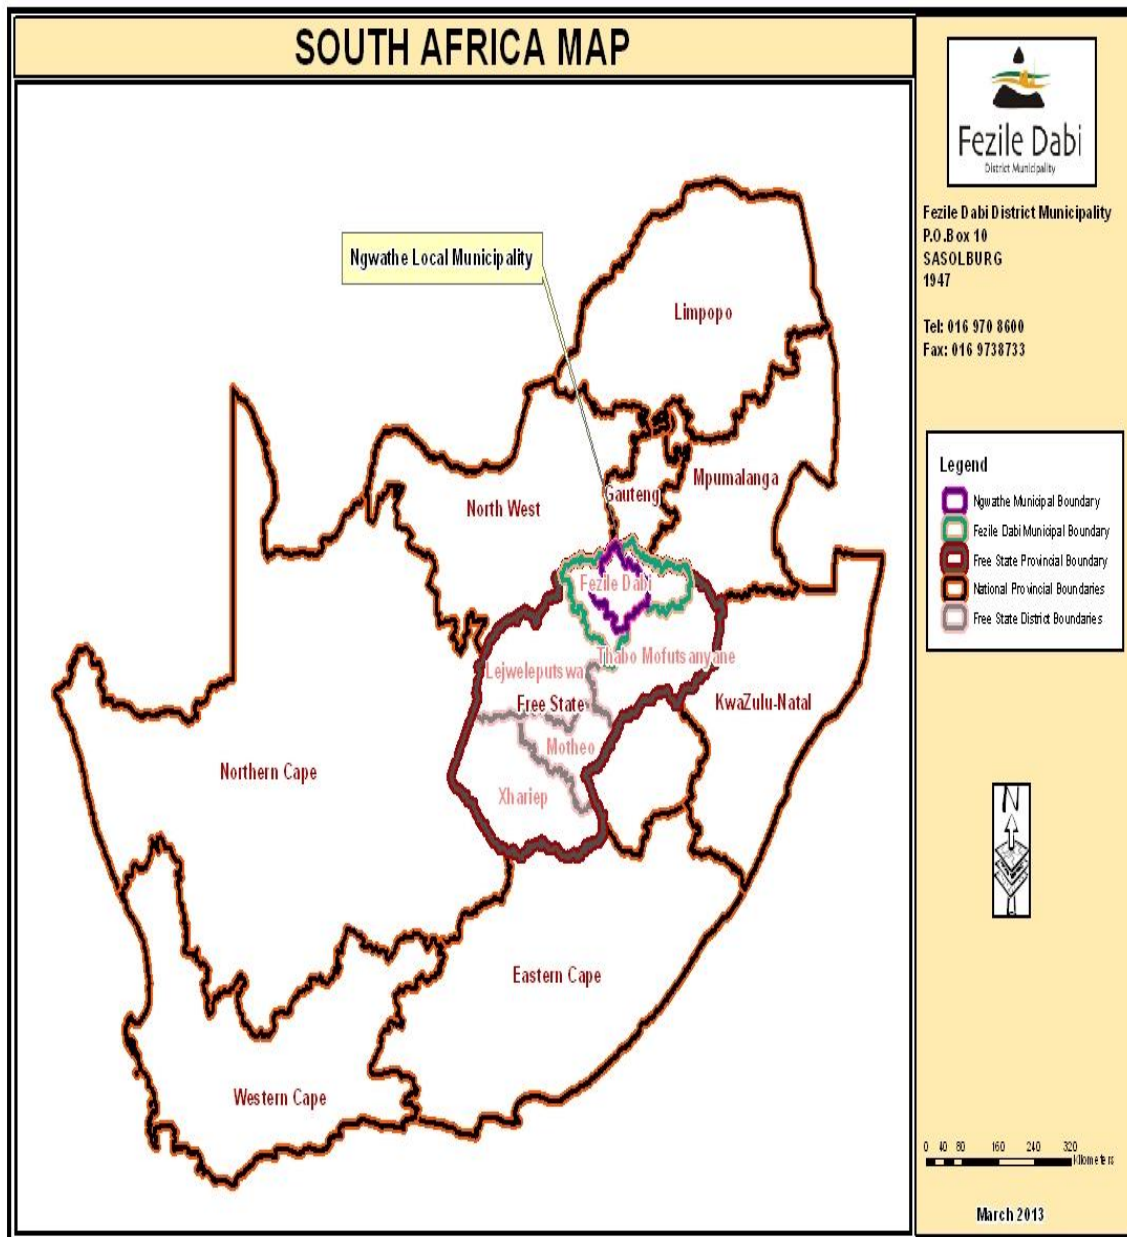 SOUTH AFRICA MAP
Fezile Dabi
District Municipality
Fezile Dabi District Municipality
P.O.Box 10
SASOLBURG
1947
Tel: 016 970 8600
Fax: 016 9738733
Ngwathe Local Municipality
Limpopo
Mpumalanga
Gauteng
North West
Fezile Dabi
Thabo Mofutsanyane
Lejweleputswa
Free State
KwaZulu-Natal
Motheo
Northern Cape
Xhariep
Eastern Cape
Western Cape
Legend
Ngwathe Municipal Boundary
Fezile Dabi Municipal Boundary
Free State Provincial Boundary
National Provincial Boundaries
Free State District Boundaries
N
0 40 80 160 240 320
Kilometers
March 2013